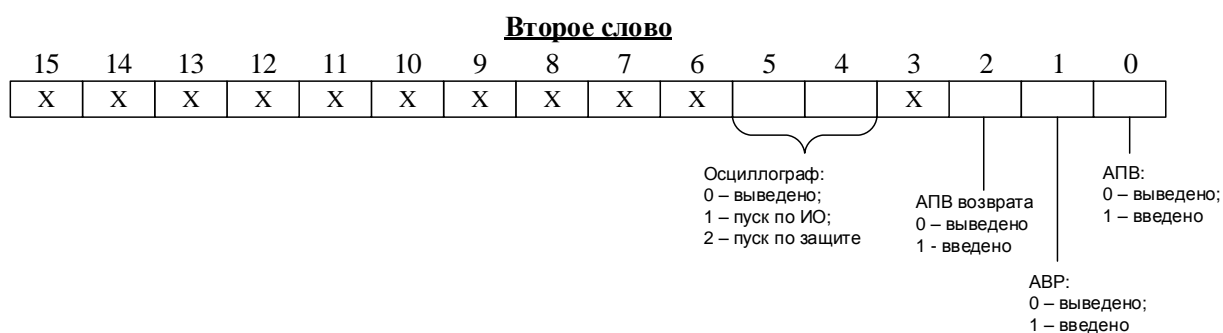 Второе слово
15 14 13 12 11 10 9 8 7 6 5 4 3 2 1 0
X X X X X X X X X X X
Осциллограф:
0 – выведено;
1 – пуск по ИО;
2 – пуск по защите
АПВ возврата
0 – выведено
1 - введено
АПВ:
0 – выведено;
1 – введено
АВР:
0 – выведено;
1 – введено